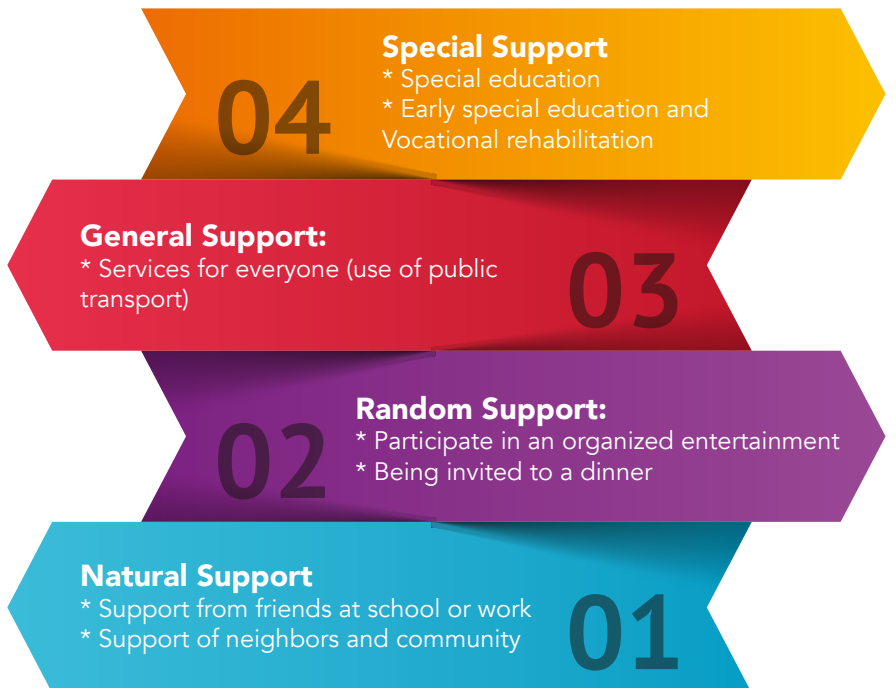 04
Special Support
* Special education
* Early special education and
Vocational rehabilitation
General Support:
* Services for everyone (use of public
transport)
03
02
Random Support:
* Participate in an organized entertainment
* Being invited to a dinner
Natural Support
* Support from friends at school or work
* Support of neighbors and community
01